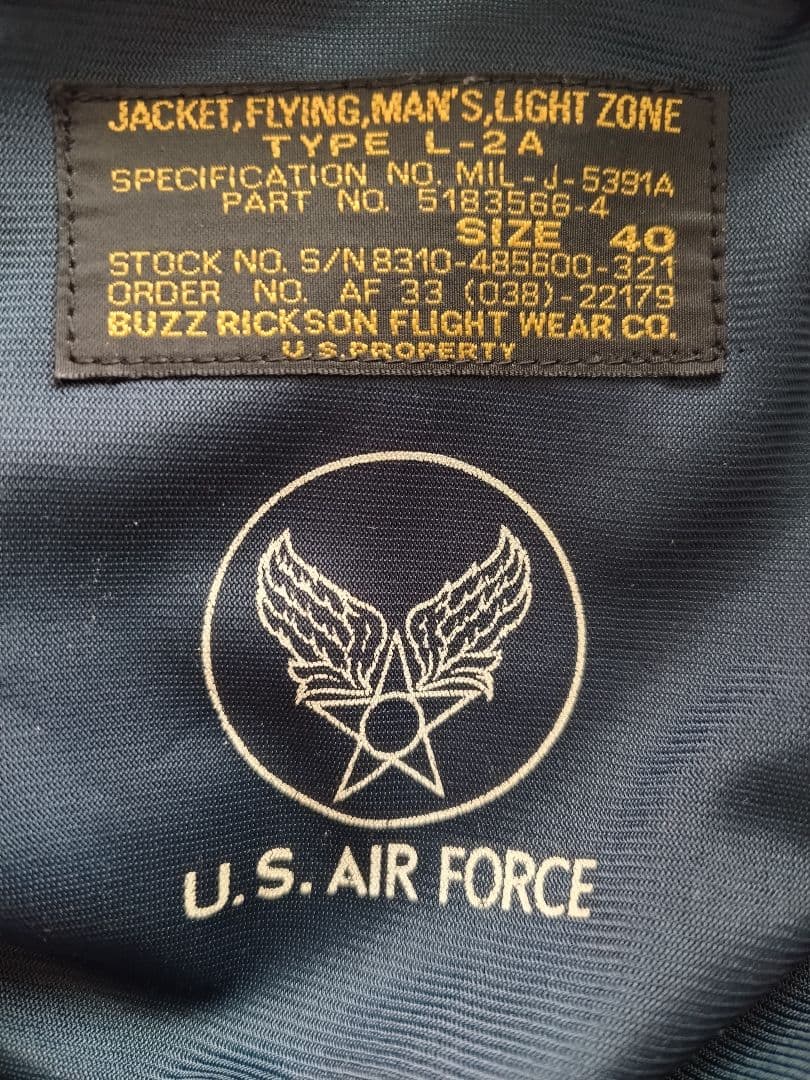 JACKET, FLYING, MAN'S, LIGHT ZONE
TYPE L-2A
SPECIFICATION NO. MIL-J-5391A
PART NO. 5183566-4
SIZE 40
STOCK NO. S/N 8310-485600-321
ORDER NO. AF 33 (038)-22179
BUZZ RICKSON FLIGHT WEAR CO.
U.S.PROPERTY
U.S. AIR FORCE